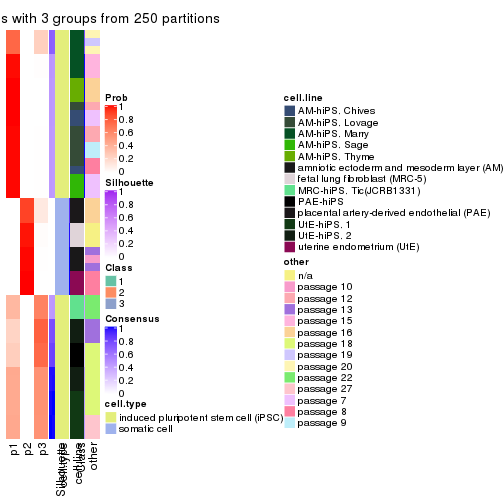 s with 3 groups from 250 partitions
Prob
1
0.8
0.6
0.4
0.2
0
Silhouette
1
0.8
0.6
0.4
0.2
0
Class
1
2
3
Consensus
1
0.8
0.6
0.4
0.2
0
cell.type
induced pluripotent stem cell (iPSC)
somatic cell
cell.line
AM-hiPS, Chives
AM-hiPS, Lovage
AM-hiPS, Marry
AM-hiPS, Sage
AM-hiPS, Thyme
amniotic ectoderm and mesoderm layer (AM)
fetal lung fibroblast (MRC-5)
MRC-hiPS, Tic(JCRB1331)
PAE-hiPS
placental artery-derived endothelial (PAE)
UtE-hiPS, 1
UtE-hiPS, 2
uterine endometrium (UtE)
other
n/a
passage 10
passage 12
passage 13
passage 15
passage 16
passage 18
passage 19
passage 20
passage 22
passage 27
passage 7
passage 8
passage 9
p1
p2
p3
Silhouette
cell.type
cell.line
Class
other